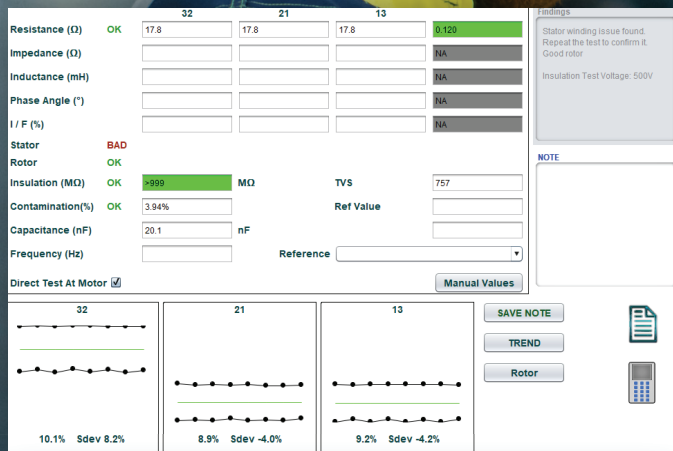 32 21 13
Resistance (Ω) OK 17.8 17.8 17.8 0.120
Impedance (Ω) NA
Inductance (mH) NA
Phase Angle (°) NA
I / F (%) NA
Stator BAD
Rotor OK
Insulation (MΩ) OK >999 MΩ TVS 757
Contamination(%) OK 3.94% Ref Value
Capacitance (nF) 20.1 nF
Frequency (Hz) Reference
Direct Test At Motor Manual Values
Findings
Stator winding issue found.
Repeat the test to confirm it.
Good rotor
Insulation Test Voltage: 500V
NOTE
32 21 13
10.1% Sdev 8.2% 8.9% Sdev -4.0% 9.2% Sdev -4.2%
SAVE NOTE
TREND
Rotor